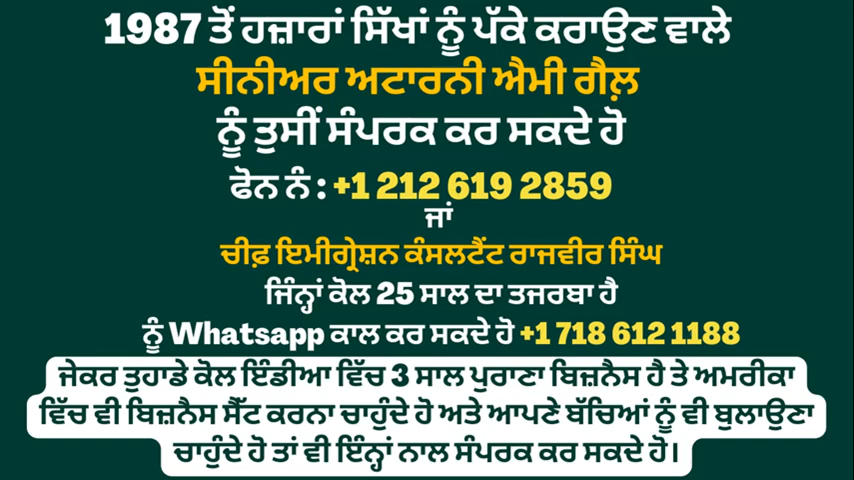 1987 ਤੋਂ ਹਜ਼ਾਰਾਂ ਸਿੱਖਾਂ ਨੂੰ ਪੱਕੇ ਕਰਾਉਣ ਵਾਲੇ
ਸੀਨੀਅਰ ਅਟਾਰਨੀ ਐਮੀ ਗੈਲ਼
ਨੂੰ ਤੁਸੀਂ ਸੰਪਰਕ ਕਰ ਸਕਦੇ ਹੋ
ਫੋਨ ਨੰ : +1 212 619 2859
ਜਾਂ
ਚੀਫ਼ ਇਮੀਗ੍ਰੇਸ਼ਨ ਕੰਸਲਟੈਂਟ ਰਾਜਵੀਰ ਸਿੰਘ
ਜਿੰਨ੍ਹਾਂ ਕੋਲ 25 ਸਾਲ ਦਾ ਤਜਰਬਾ ਹੈ
ਨੂੰ Whatsapp ਕਾਲ ਕਰ ਸਕਦੇ ਹੋ +1 718 612 1188
ਜੇਕਰ ਤੁਹਾਡੇ ਕੋਲ ਇੰਡੀਆ ਵਿੱਚ 3 ਸਾਲ ਪੁਰਾਣਾ ਬਿਜ਼ਨੈਸ ਹੈ ਤੇ ਅਮਰੀਕਾ
ਵਿੱਚ ਵੀ ਬਿਜ਼ਨੈਸ ਸੈੱਟ ਕਰਨਾ ਚਾਹੁੰਦੇ ਹੋ ਅਤੇ ਆਪਣੇ ਬੱਚਿਆਂ ਨੂੰ ਵੀ ਬੁਲਾਉਣਾ
ਚਾਹੁੰਦੇ ਹੋ ਤਾਂ ਵੀ ਇੰਨ੍ਹਾਂ ਨਾਲ ਸੰਪਰਕ ਕਰ ਸਕਦੇ ਹੋ।